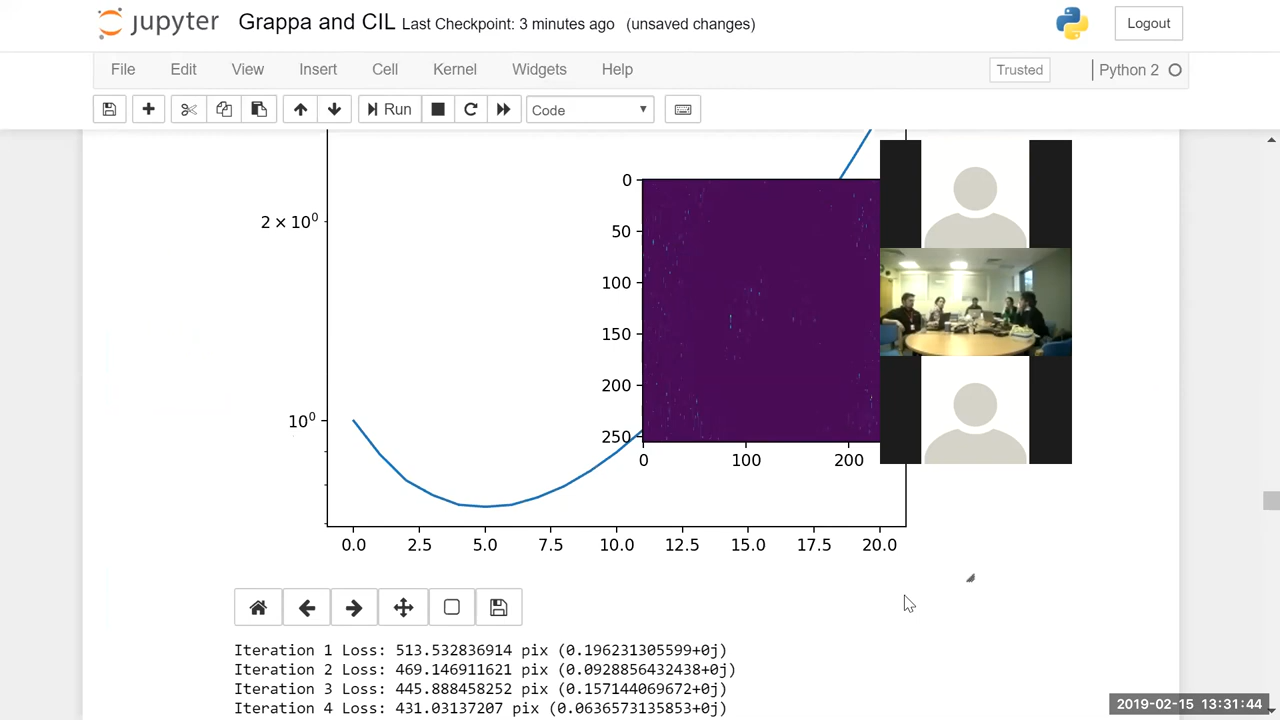 jupyter Grappa and CIL Last Checkpoint: 3 minutes ago (unsaved changes) Logout
File Edit View Insert Cell Kernel Widgets Help Trusted Python 2
Run Code
2 × 10⁰
10⁰
0
50
100
150
200
250
0 100 200
0.0 2.5 5.0 7.5 10.0 12.5 15.0 17.5 20.0
Iteration 1 Loss: 513.532836914 pix (0.196231305599+0j)
Iteration 2 Loss: 469.146911621 pix (0.0928856432438+0j)
Iteration 3 Loss: 445.888458252 pix (0.157144069672+0j)
Iteration 4 Loss: 431.03137207 pix (0.0636573135853+0j)
2019-02-15 13:31:44